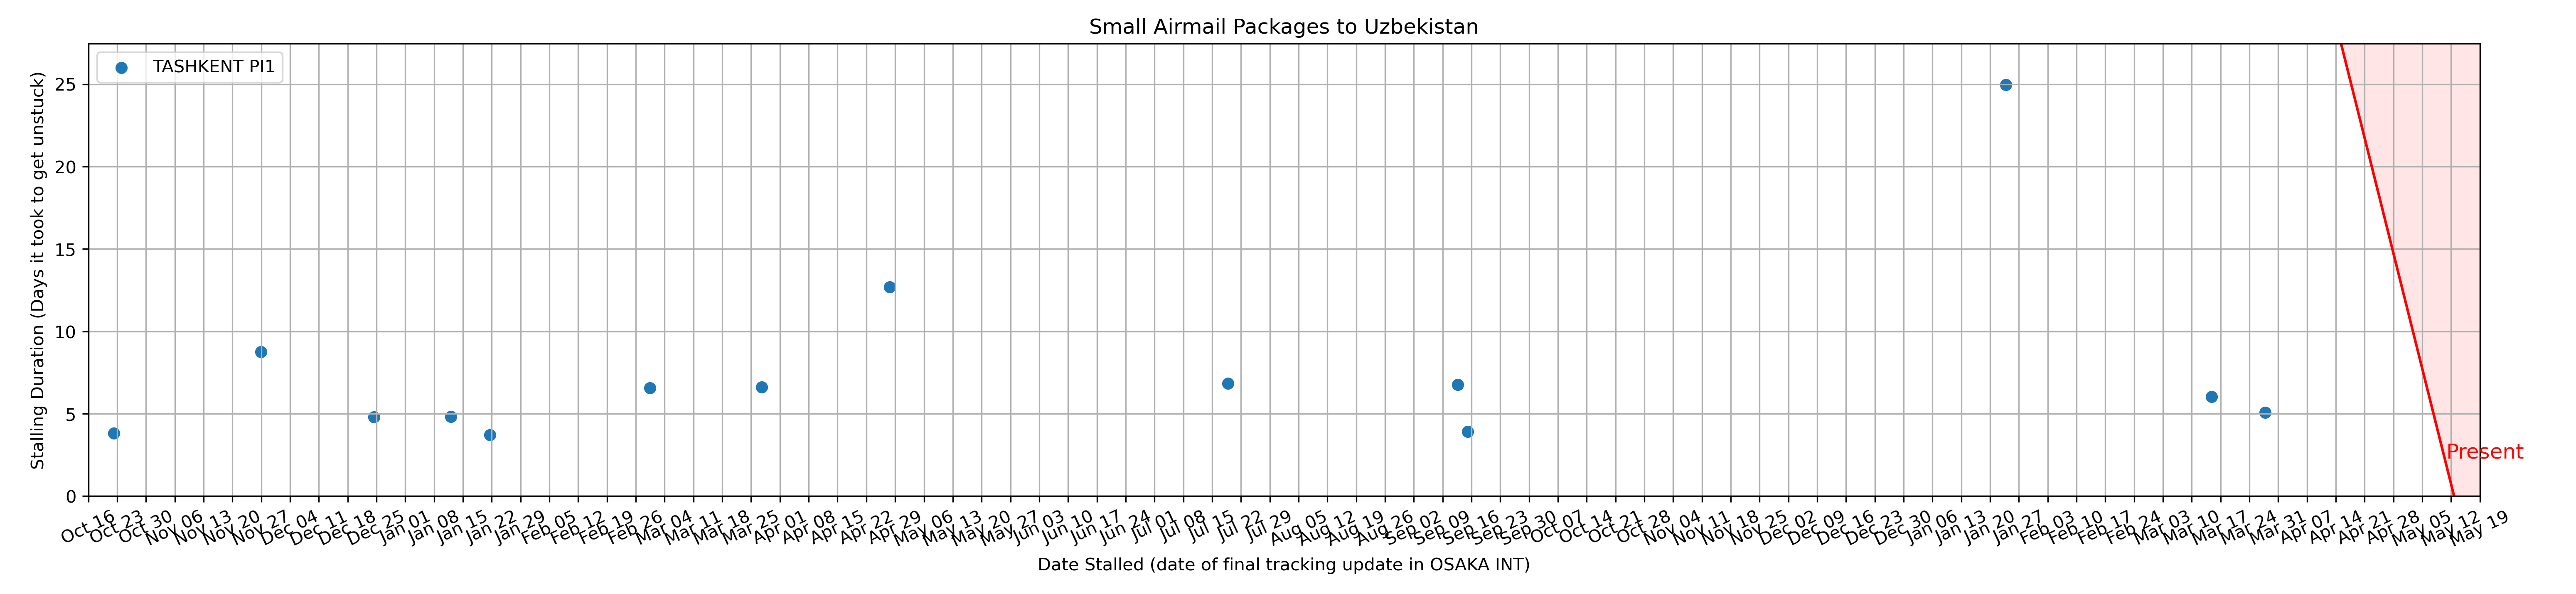 Small Airmail Packages to Uzbekistan
TASHKENT PI1
Stalling Duration (Days it took to get unstuck)
25
20
15
10
5
0
Present
Oct 16
Oct 23
Oct 30
Nov 06
Nov 13
Nov 20
Nov 27
Dec 04
Dec 11
Dec 18
Dec 25
Jan 01
Jan 08
Jan 15
Jan 22
Jan 29
Feb 05
Feb 12
Feb 19
Feb 26
Mar 04
Mar 11
Mar 18
Mar 25
Apr 01
Apr 08
Apr 15
Apr 22
Apr 29
May 06
May 13
May 20
May 27
Jun 03
Jun 10
Jun 17
Jun 24
Jul 01
Jul 08
Jul 15
Jul 22
Jul 29
Aug 05
Aug 12
Aug 19
Aug 26
Sep 02
Sep 09
Sep 16
Sep 23
Sep 30
Oct 07
Oct 14
Oct 21
Oct 28
Nov 04
Nov 11
Nov 18
Nov 25
Dec 02
Dec 09
Dec 16
Dec 23
Dec 30
Jan 06
Jan 13
Jan 20
Jan 27
Feb 03
Feb 10
Feb 17
Feb 24
Mar 03
Mar 10
Mar 17
Mar 24
Mar 31
Apr 07
Apr 14
Apr 21
Apr 28
May 05
May 12
May 19
Date Stalled (date of final tracking update in OSAKA INT)